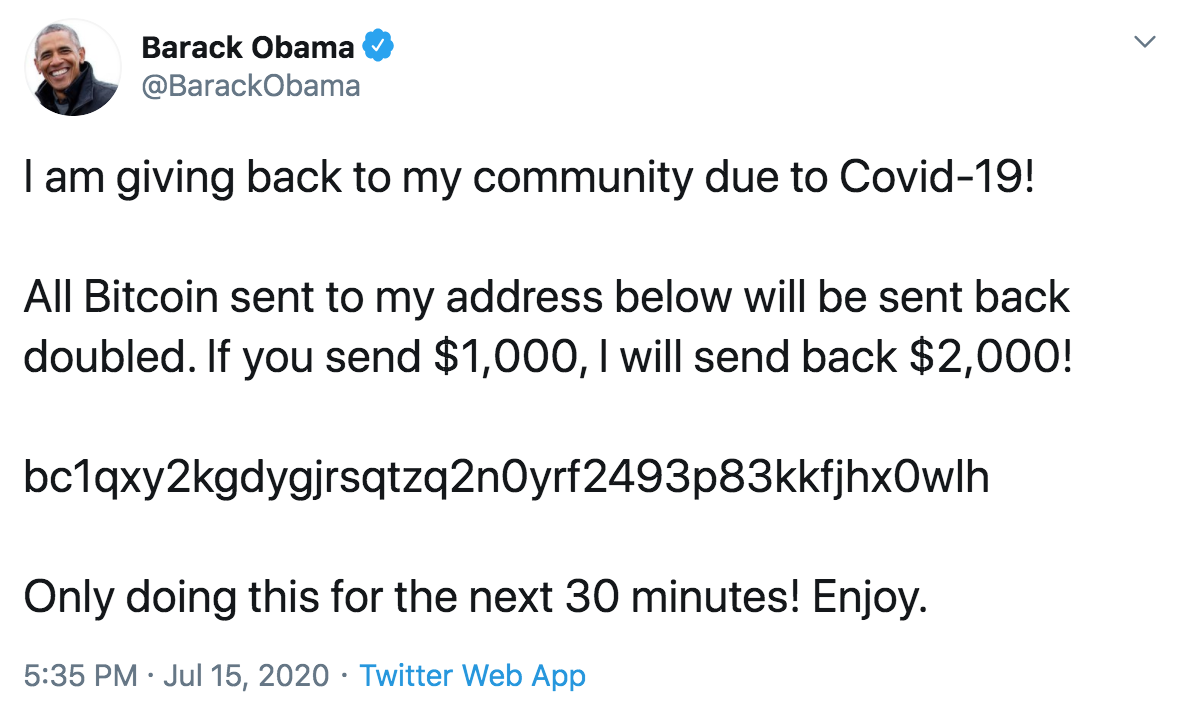 Barack Obama
@BarackObama
I am giving back to my community due to Covid-19!
All Bitcoin sent to my address below will be sent back
doubled. If you send $1,000, I will send back $2,000!
bc1qxy2kgdygjrsqtzq2n0yrf2493p83kkfjhx0wlh
Only doing this for the next 30 minutes! Enjoy.
5:35 PM · Jul 15, 2020 · Twitter Web App